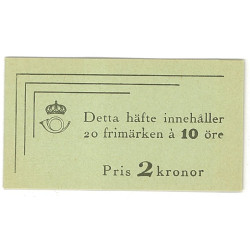 Detta häfte innehåller
20 frimärken à 10 öre
Pris 2 kronor